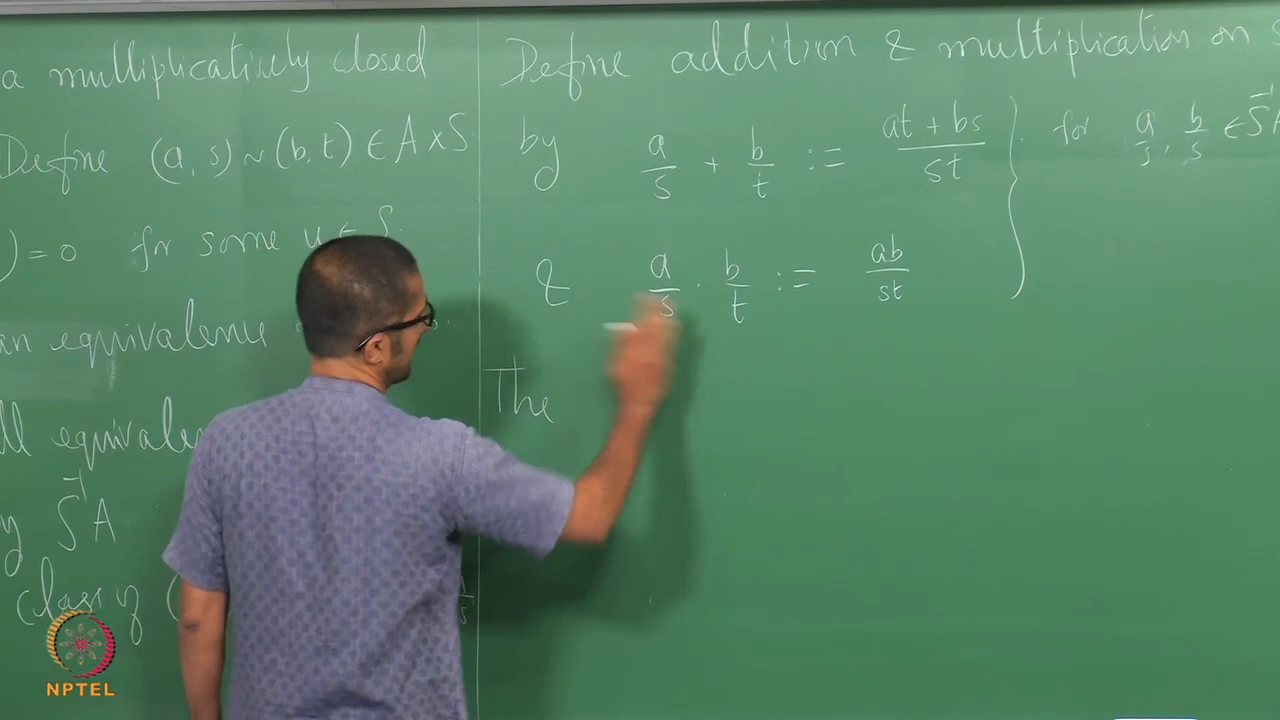 a multiplicatively closed
Define (a, s) ~ (b, t) ∈ A × S
) = 0 for some u ∈ S.
an equivalence
ll equivalen
y S⁻¹A
class of (
Define addition & multiplication on S
by a/s + b/t := (at + bs)/st } for a/s, b/s ∈ S⁻¹A
& a/s · b/t := ab/st
The
NPTEL